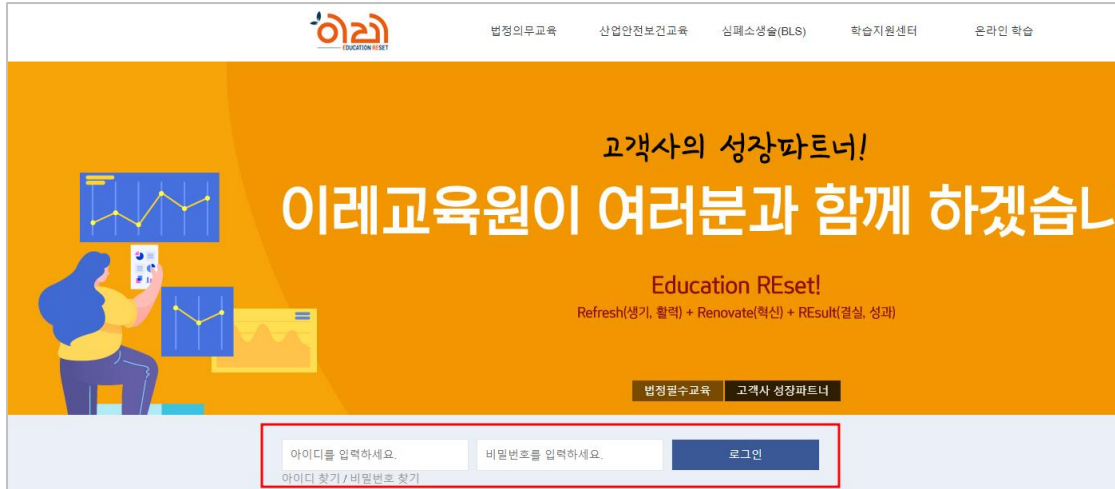 이레
EDUCATION RESET
법정의무교육 산업안전보건교육 심폐소생술(BLS) 학습지원센터 온라인 학습
고객사의 성장파트너!
이레교육원이 여러분과 함께 하겠습니
Education REset!
Refresh(생기, 활력) + Renovate(혁신) + REsult(결실, 성과)
법정필수교육 고객사 성장파트너
아이디를 입력하세요. 비밀번호를 입력하세요. 로그인
아이디 찾기 / 비밀번호 찾기